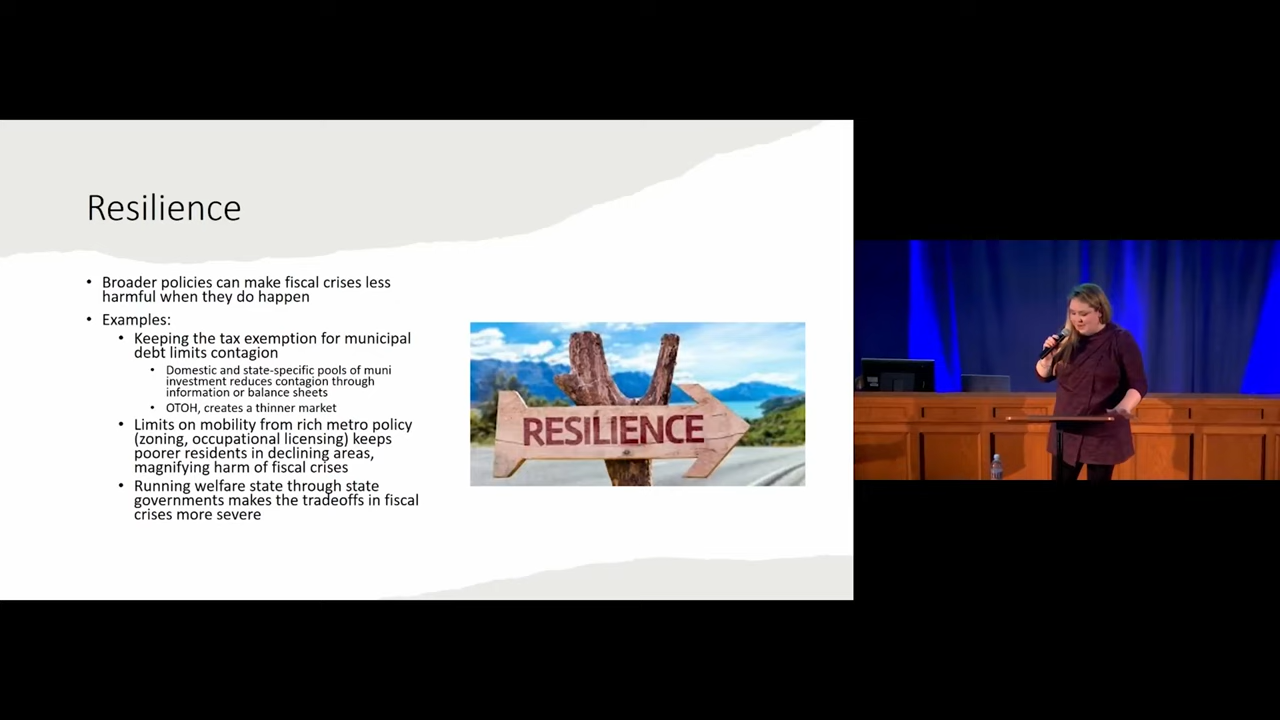 Resilience
• Broader policies can make fiscal crises less
harmful when they do happen
• Examples:
• Keeping the tax exemption for municipal
debt limits contagion
• Domestic and state-specific pools of muni
investment reduces contagion through
information or balance sheets
• OTOH, creates a thinner market
• Limits on mobility from rich metro policy
(zoning, occupational licensing) keeps
poorer residents in declining areas,
magnifying harm of fiscal crises
• Running welfare state through state
governments makes the tradeoffs in fiscal
crises more severe
RESILIENCE